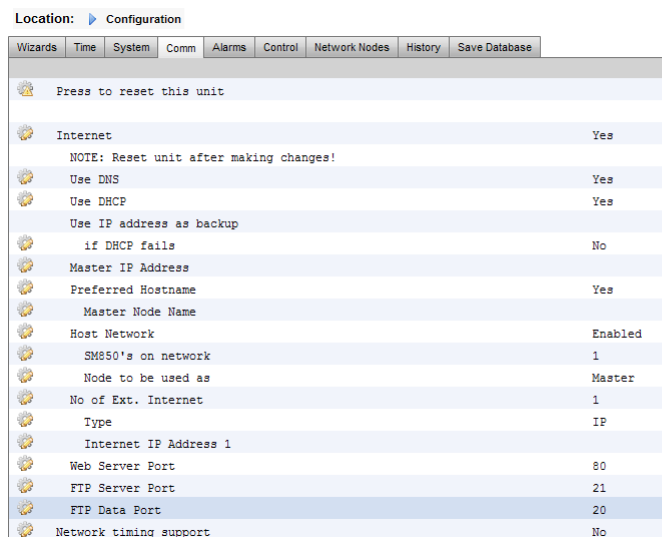 Location: Configuration
Wizards Time System Comm Alarms Control Network Nodes History Save Database
Press to reset this unit
Internet Yes
NOTE: Reset unit after making changes!
Use DNS Yes
Use DHCP Yes
Use IP address as backup
if DHCP fails No
Master IP Address
Preferred Hostname Yes
Master Node Name
Host Network Enabled
SM850's on network 1
Node to be used as Master
No of Ext. Internet 1
Type IP
Internet IP Address 1
Web Server Port 80
FTP Server Port 21
FTP Data Port 20
Network timing support No